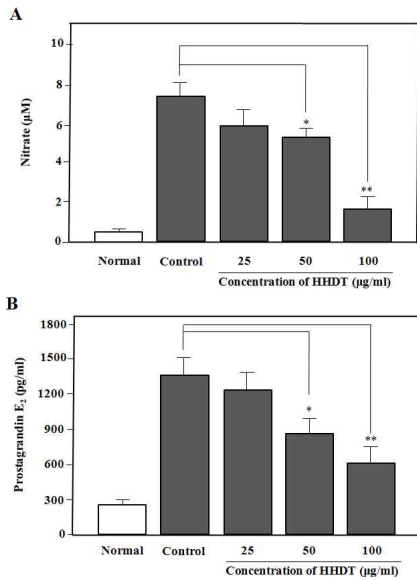 A
10
8
6
4
2
0
Nitrate (μM)
*
**
Normal Control 25 50 100
Concentration of HHDT (μg/ml)
B
1800
1500
1200
900
600
300
0
Prostagrandin E2 (pg/ml)
*
**
Normal Control 25 50 100
Concentration of HHDT (μg/ml)